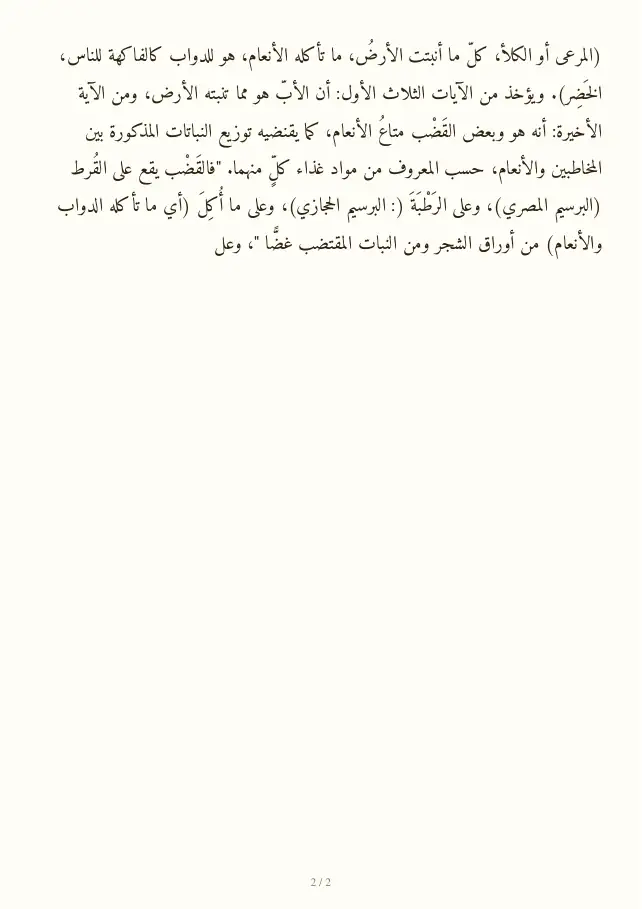 (المرعى أو الكلأ، كلّ ما أنبتت الأرضُ، ما تأكله الأنعام، هو للدواب كالفاكهة للناس،
الخَضِر). ويؤخذ من الآيات الثلاث الأول: أن الأبّ هو مما تنبته الأرض، ومن الآية
الأخيرة: أنه هو وبعض القَضْب متاعُ الأنعام، كما يقنضيه توزيع النباتات المذكورة بين
المخاطبين والأنعام، حسب المعروف من مواد غذاء كلٍّ منهما. "فالقَضْب يقع على القُرط
(البرسيم المصري)، وعلى الرَطْبَةَ (: البرسيم الحجازي)، وعلى ما أُكِلَ (أي ما تأكله الدواب
والأنعام) من أوراق الشجر ومن النبات المقتضب غضًّا "، وعل
2 / 2